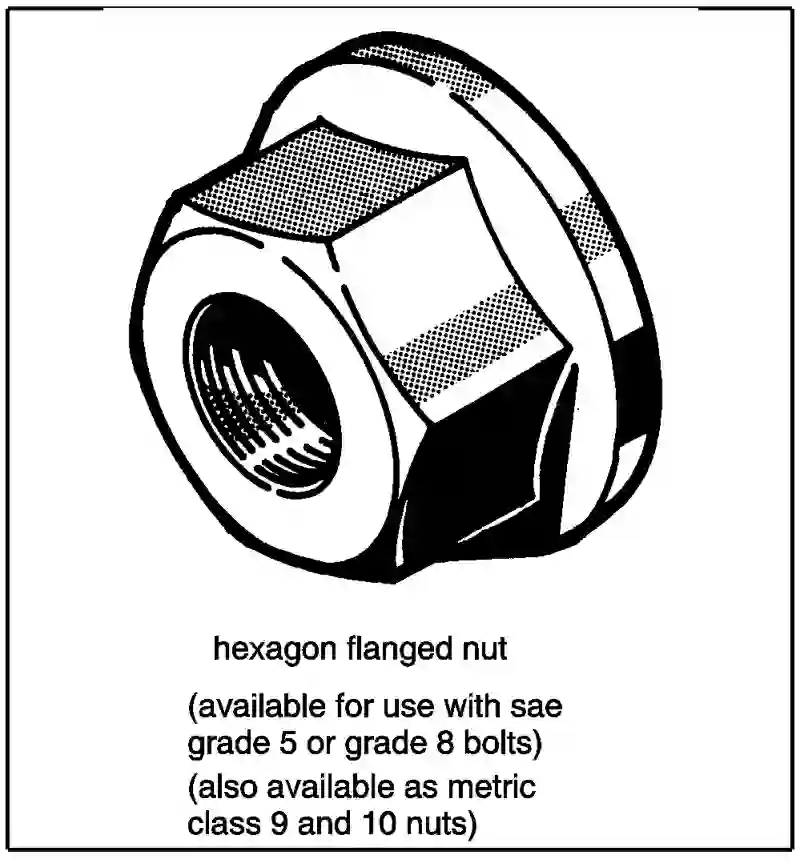 hexagon flanged nut
(available for use with sae
grade 5 or grade 8 bolts)
(also available as metric
class 9 and 10 nuts)